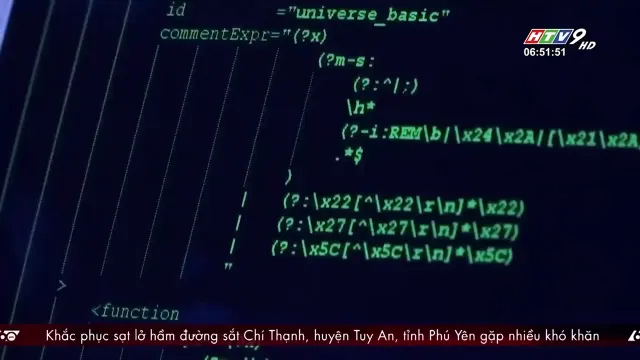 id ="universe_basic"
commentExpr="(?x)
(?m-s:
(?:^|;)
\h*
(?-i:REM\b|\x24\x2A|[\x21\x2A
.*$
)
| (?:\x22[^\x22\r\n]*\x22)
| (?:\x27[^\x27\r\n]*\x27)
| (?:\x5C[^\x5C\r\n]*\x5C)
"
>
<function
HTV9 HD
06:51:51
Khắc phục sạt lở hầm đường sắt Chí Thạnh, huyện Tuy An, tỉnh Phú Yên gặp nhiều khó khăn